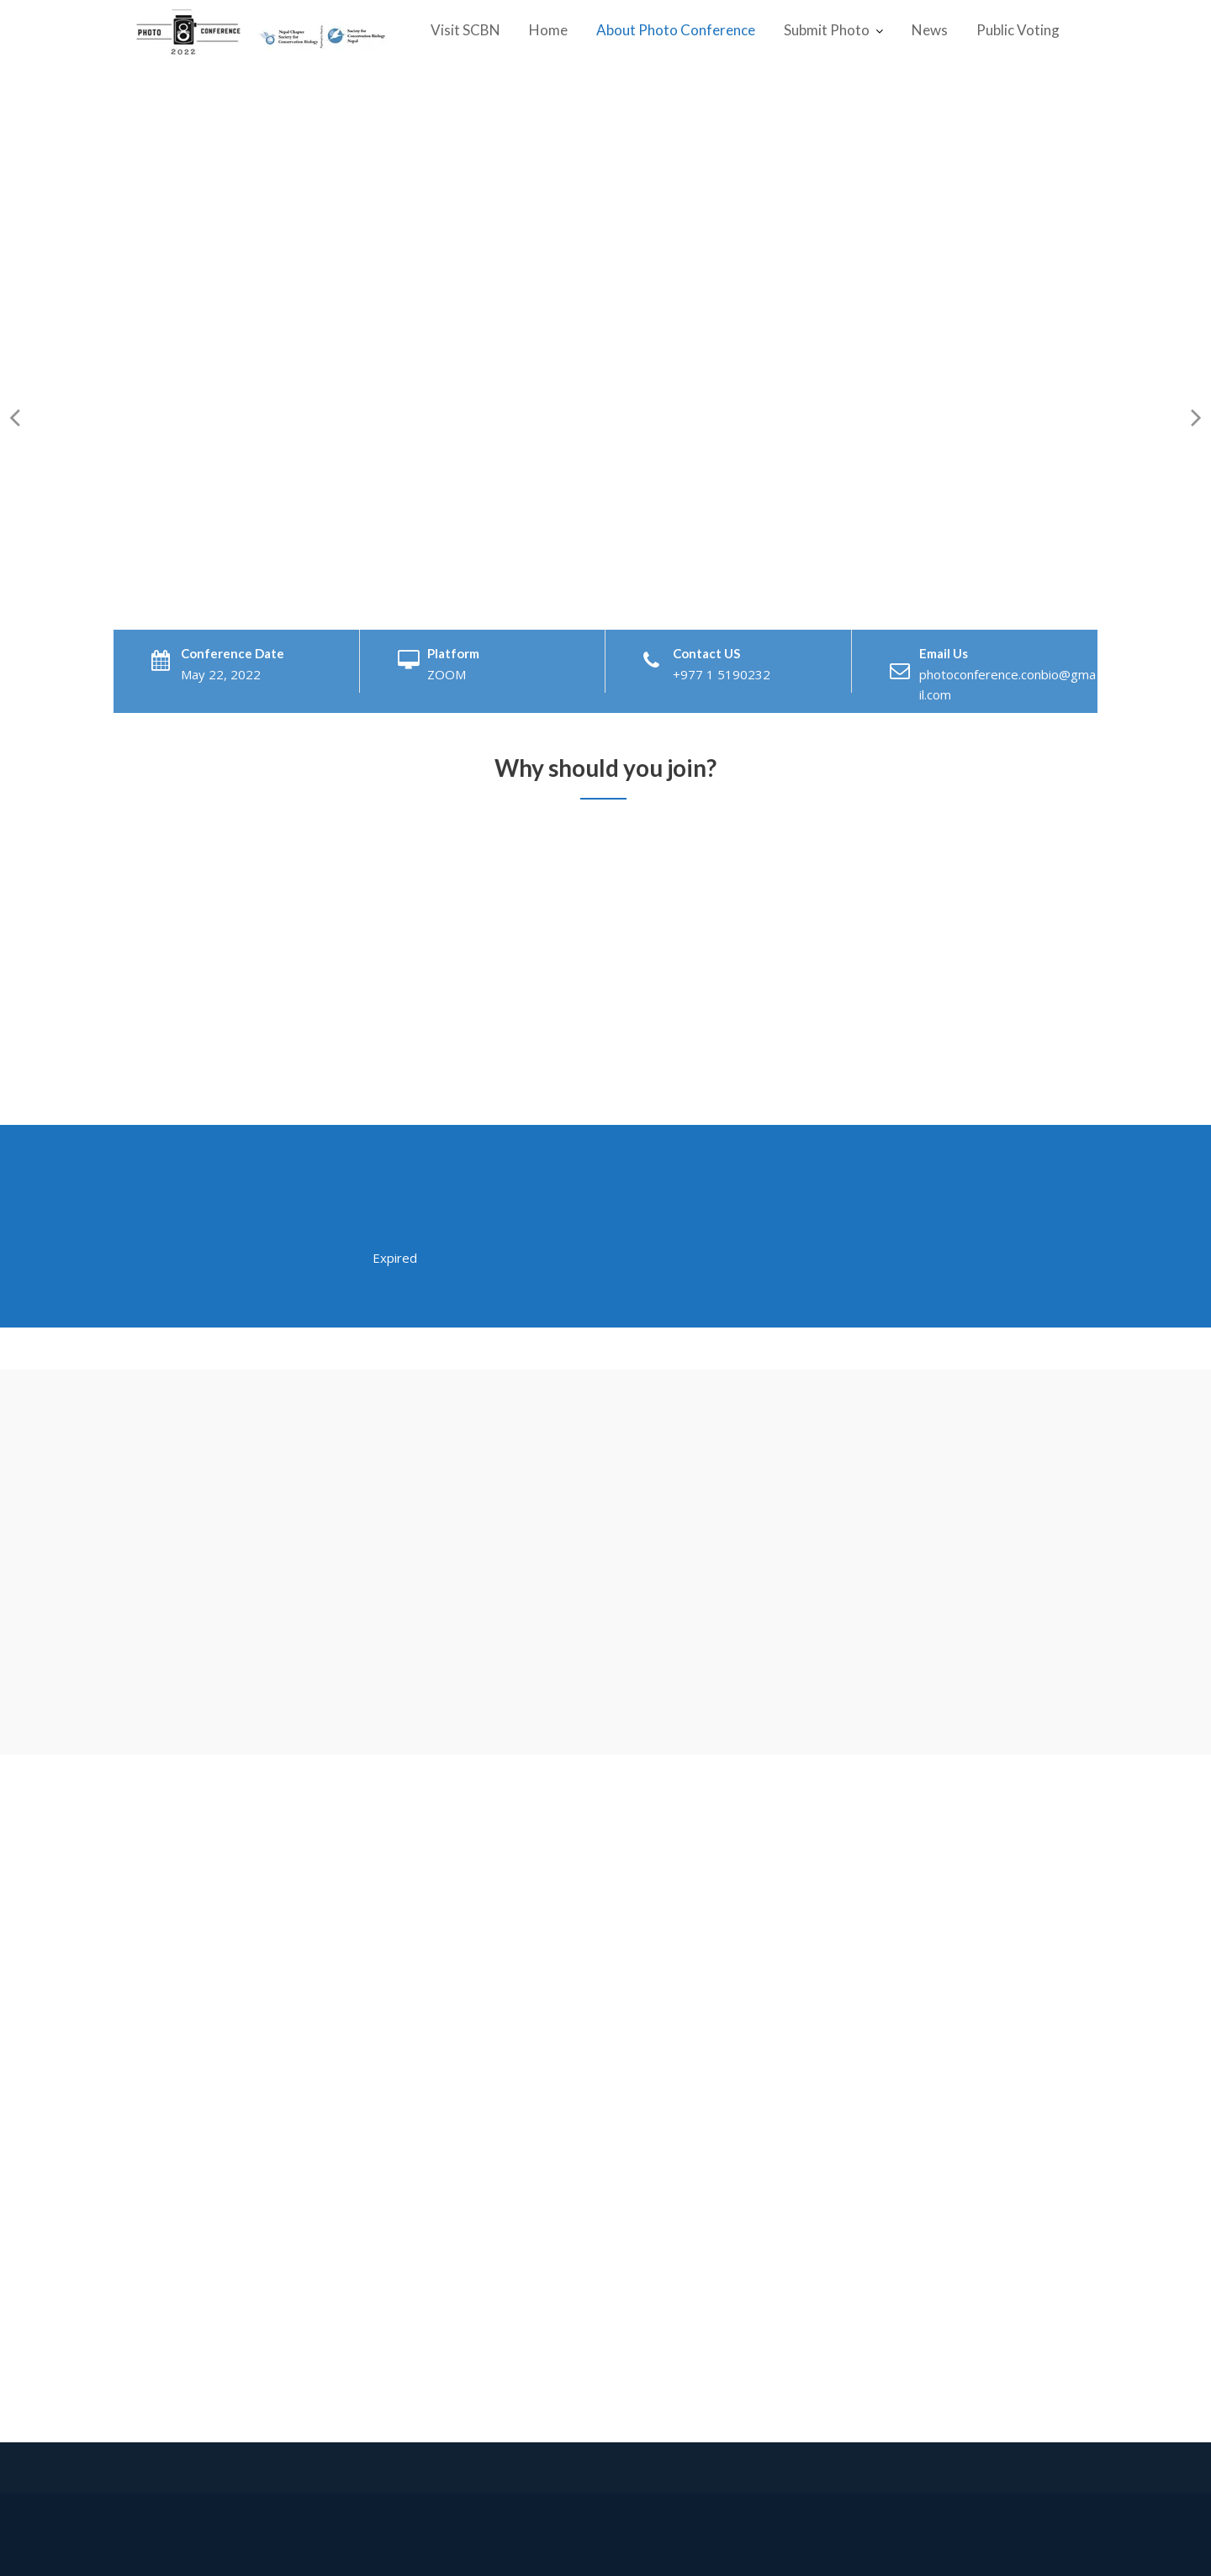 PHOTO CONFERENCE
2022
Nepal Chapter
Society for
Conservation Biology
Society for
Conservation Biology
Nepal
Visit SCBN Home About Photo Conference Submit Photo News Public Voting
Conference Date
May 22, 2022
Platform
ZOOM
Contact US
+977 1 5190232
Email Us
photoconference.conbio@gma
il.com
Why should you join?
Expired